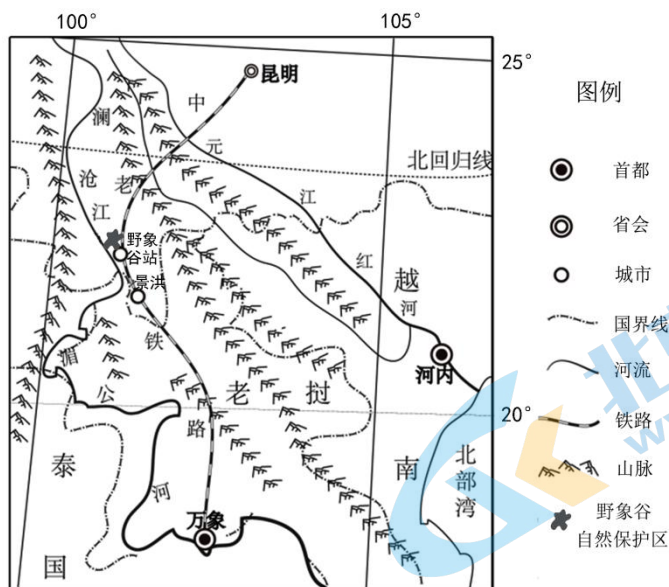 100°
105°
25°
20°
昆明
中
老
铁
路
澜
沧
江
元
江
红
河
北回归线
野象
谷站
景洪
越
南
河内
老
挝
湄
公
河
泰
国
万象
北
部
湾
图例
首都
省会
城市
国界线
河流
铁路
山脉
野象谷
自然保护区